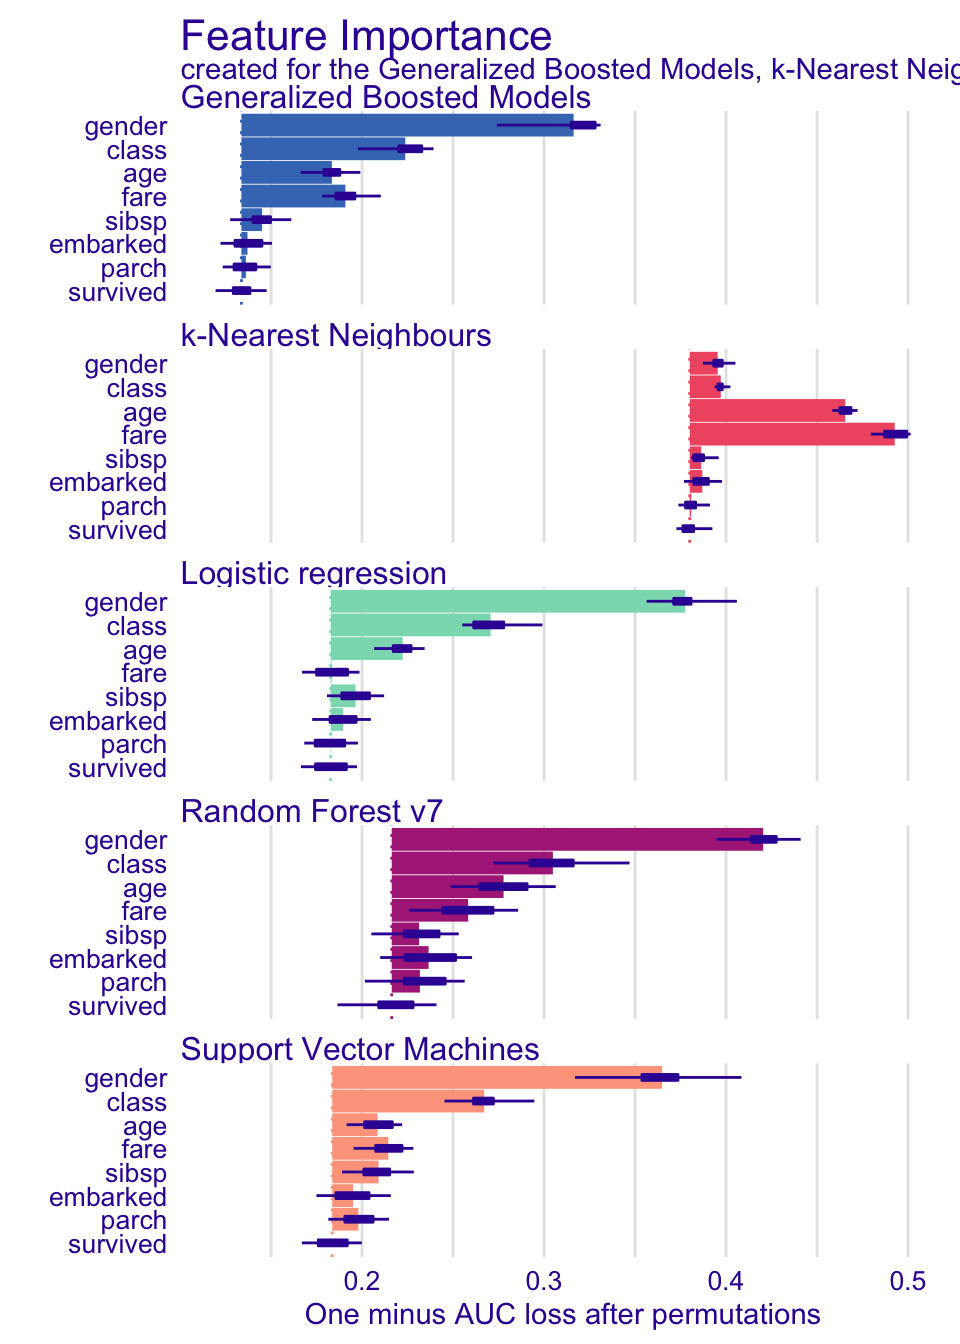 Feature Importance
created for the Generalized Boosted Models, k-Nearest Neig
Generalized Boosted Models
gender
class
age
fare
sibsp
embarked
parch
survived
k-Nearest Neighbours
gender
class
age
fare
sibsp
embarked
parch
survived
Logistic regression
gender
class
age
fare
sibsp
embarked
parch
survived
Random Forest v7
gender
class
age
fare
sibsp
embarked
parch
survived
Support Vector Machines
gender
class
age
fare
sibsp
embarked
parch
survived
0.2 0.3 0.4 0.5
One minus AUC loss after permutations